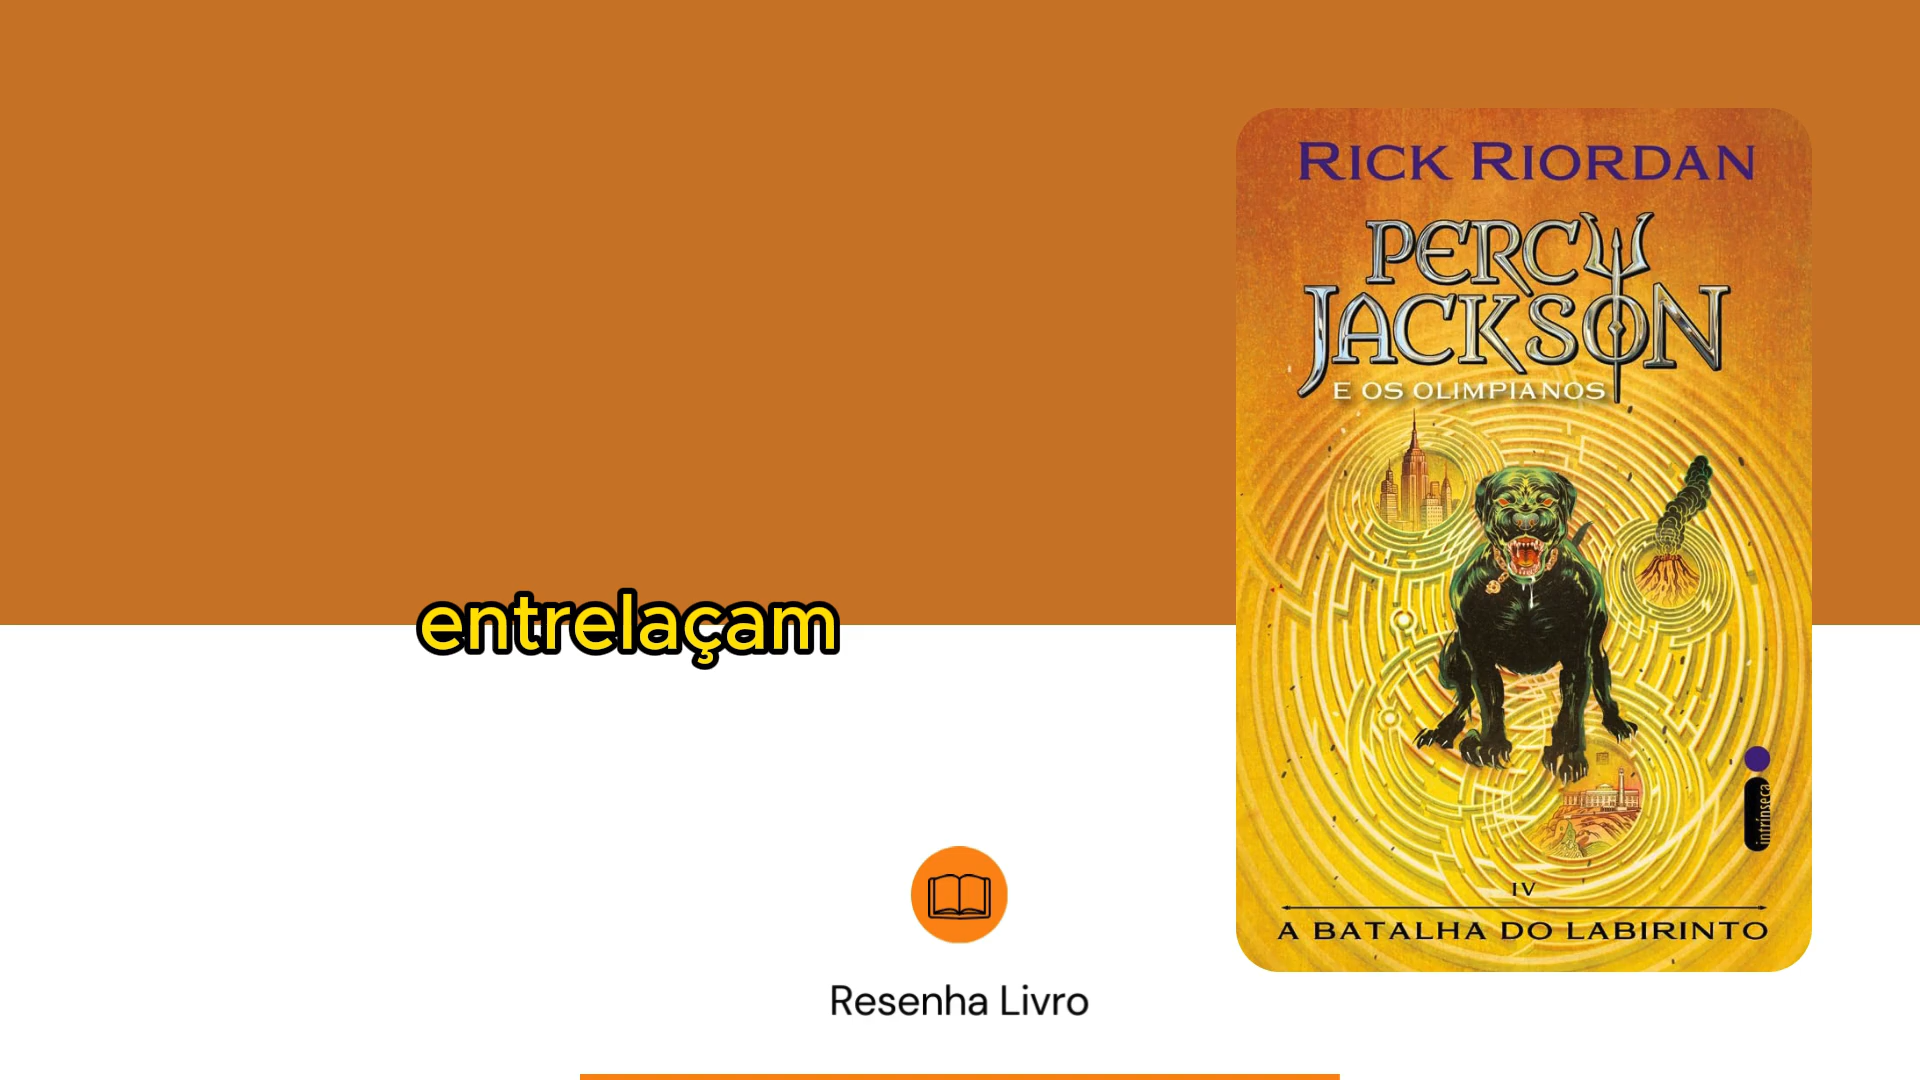 RICK RIORDAN
PERCY
JACKSON
E OS OLIMPIANOS
entrelaçam
intrínseca
IV
A BATALHA DO LABIRINTO
Resenha Livro